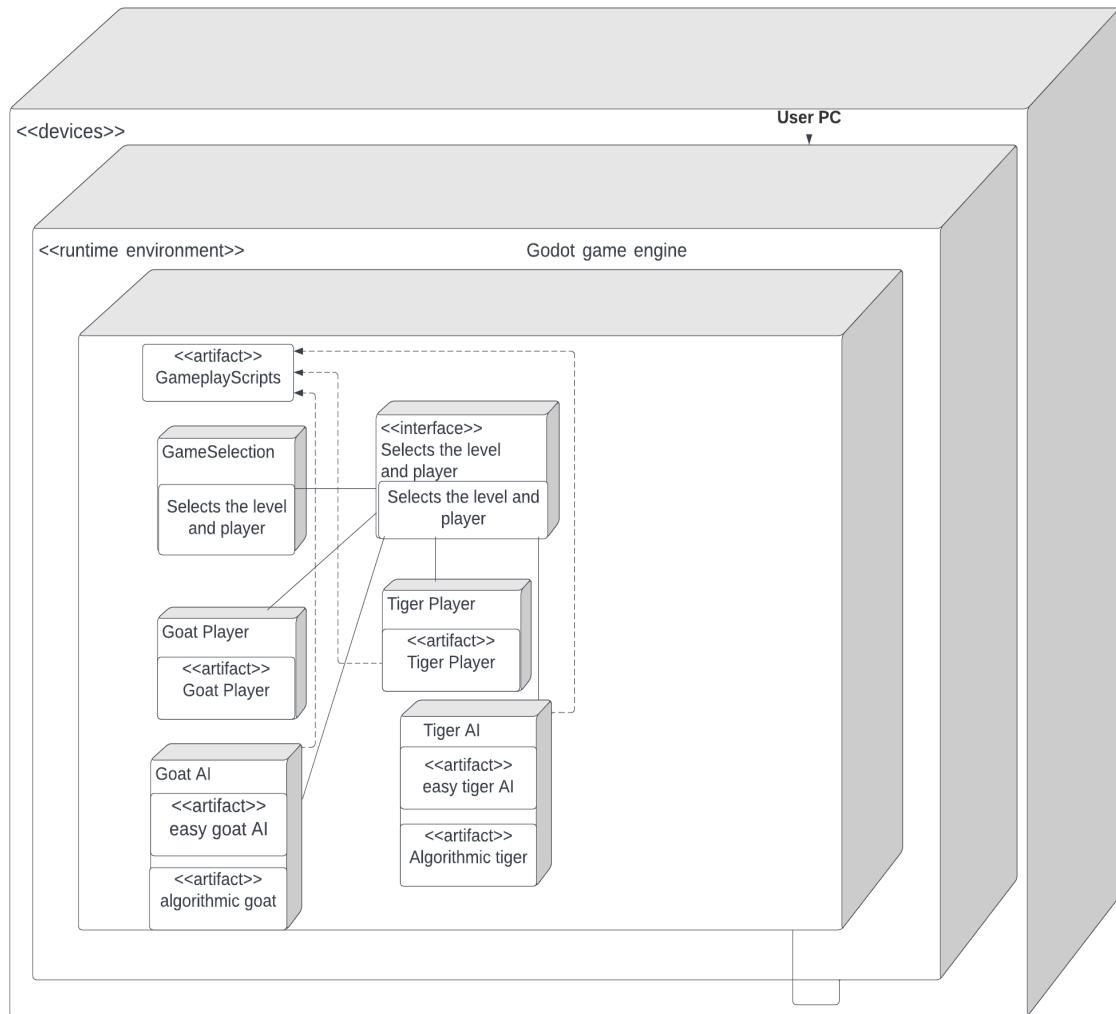 <<devices>>
User PC
<<runtime environment>>
Godot game engine
<<artifact>>
GameplayScripts
GameSelection
Selects the level
and player
<<interface>>
Selects the level
and player
Selects the level and
player
Goat Player
<<artifact>>
Goat Player
Tiger Player
<<artifact>>
Tiger Player
Goat AI
<<artifact>>
easy goat AI
<<artifact>>
algorithmic goat
Tiger AI
<<artifact>>
easy tiger AI
<<artifact>>
Algorithmic tiger